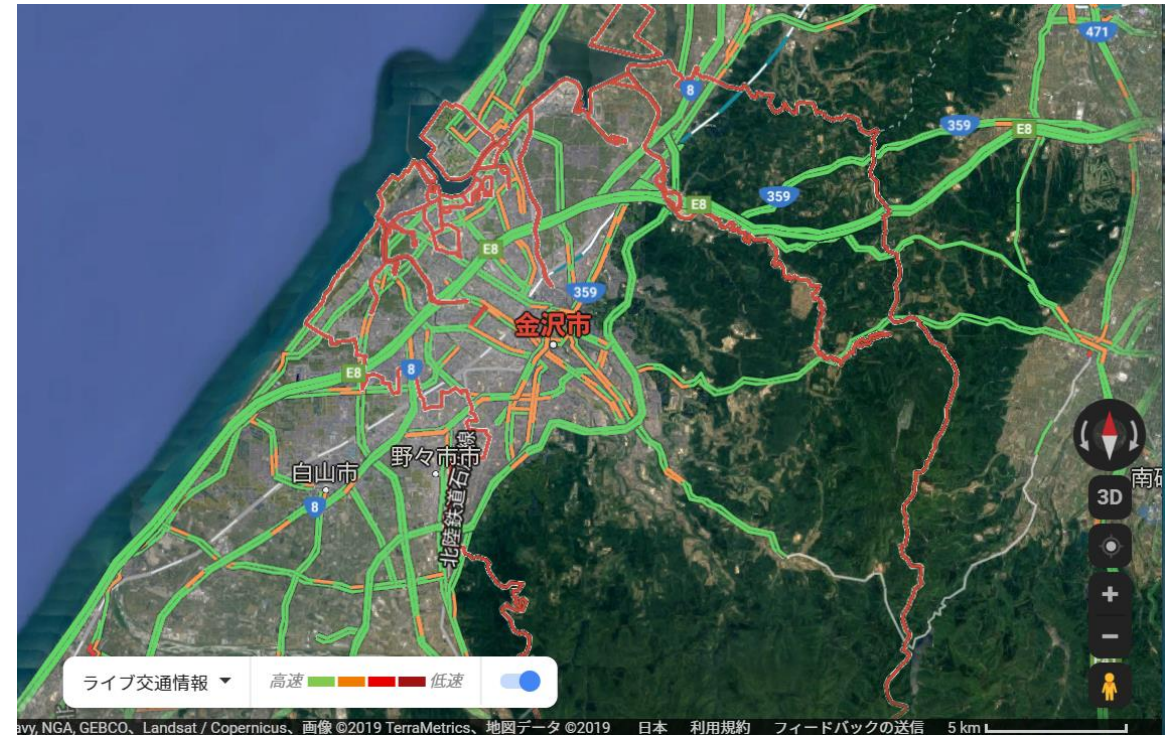 471
8
359
E8
359
E8
E8
359
金沢市
E8
8
野々市市
白山市
8
北陸鉄道石川線
3D
ライブ交通情報
高速
低速
NGA, GEBCO、Landsat / Copernicus、画像 ©2019 TerraMetrics、地図データ ©2019 日本 利用規約 フィードバックの送信 5 km